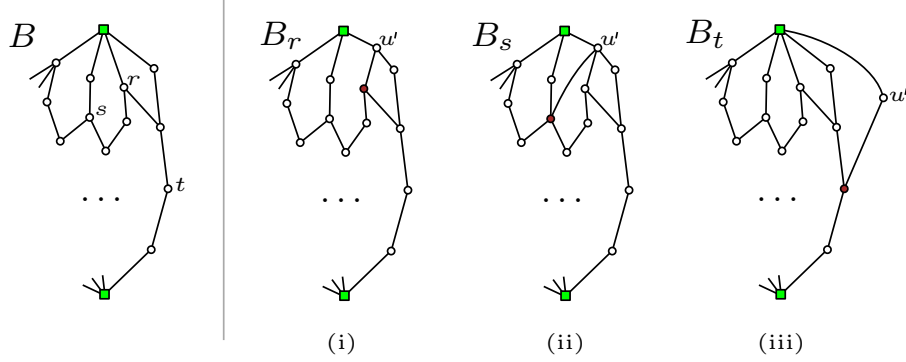 B
r
s
t
. . .
B_r
u'
. . .
(i)
B_s
u'
. . .
(ii)
B_t
u'
. . .
(iii)